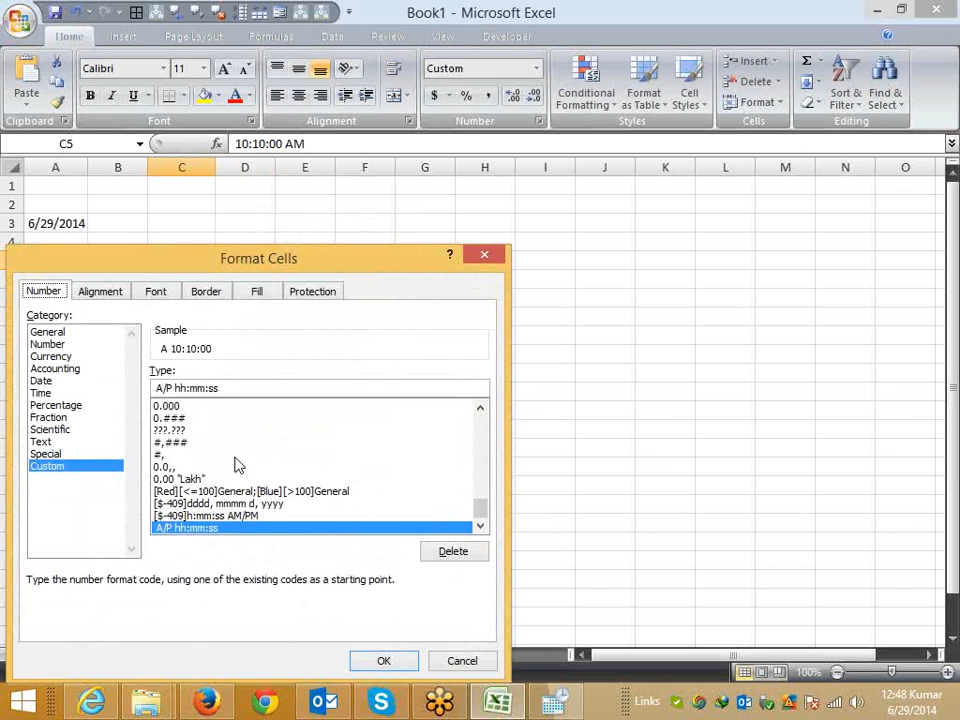 Book1 - Microsoft Excel
Home Insert Page Layout Formulas Data Review View Developer
Paste
Calibri 11
B I U
Custom
$ % ,
Conditional Formatting
Format as Table
Cell Styles
Insert
Delete
Format
Sort & Filter
Find & Select
Clipboard Font Alignment Number Styles Cells Editing
C5 fx 10:10:00 AM
A B C D E F G H I J K L M N O
1
2
3 6/29/2014
4
Format Cells
Number Alignment Font Border Fill Protection
Category:
General
Number
Currency
Accounting
Date
Time
Percentage
Fraction
Scientific
Text
Special
Custom
Sample
A 10:10:00
Type:
A/P hh:mm:ss
0.000
0.###
???.???
#,###
#,
0.0,,
0.00 "Lakh"
[Red][<=100]General;[Blue][>100]General
[$-409]dddd, mmmm d, yyyy
[$-409]h:mm:ss AM/PM
A/P hh:mm:ss
Delete
Type the number format code, using one of the existing codes as a starting point.
OK Cancel
100%
Links
12:48 Kumar
6/29/2014